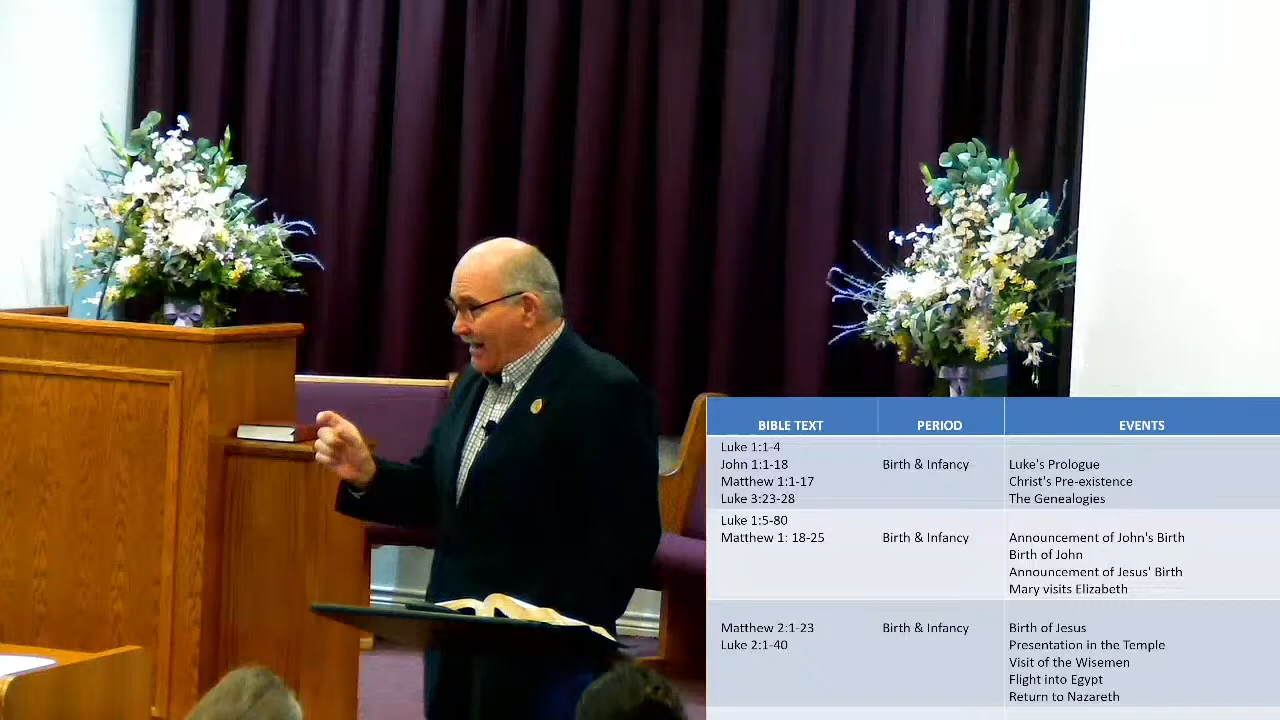 BIBLE TEXT PERIOD EVENTS
Luke 1:1-4
John 1:1-18 Birth & Infancy Luke's Prologue
Matthew 1:1-17 Christ's Pre-existence
Luke 3:23-28 The Genealogies
Luke 1:5-80
Matthew 1: 18-25 Birth & Infancy Announcement of John's Birth
Birth of John
Announcement of Jesus' Birth
Mary visits Elizabeth
Matthew 2:1-23 Birth & Infancy Birth of Jesus
Luke 2:1-40 Presentation in the Temple
Visit of the Wisemen
Flight into Egypt
Return to Nazareth